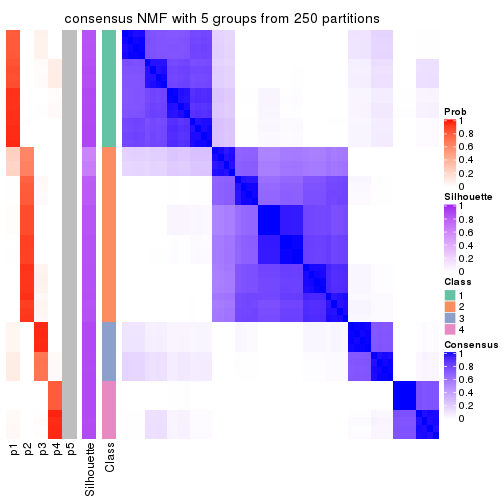 consensus NMF with 5 groups from 250 partitions
Prob
1
0.8
0.6
0.4
0.2
0
Silhouette
1
0.8
0.6
0.4
0.2
0
Class
1
2
3
4
Consensus
1
0.8
0.6
0.4
0.2
0
p1
p2
p3
p4
p5
Silhouette
Class